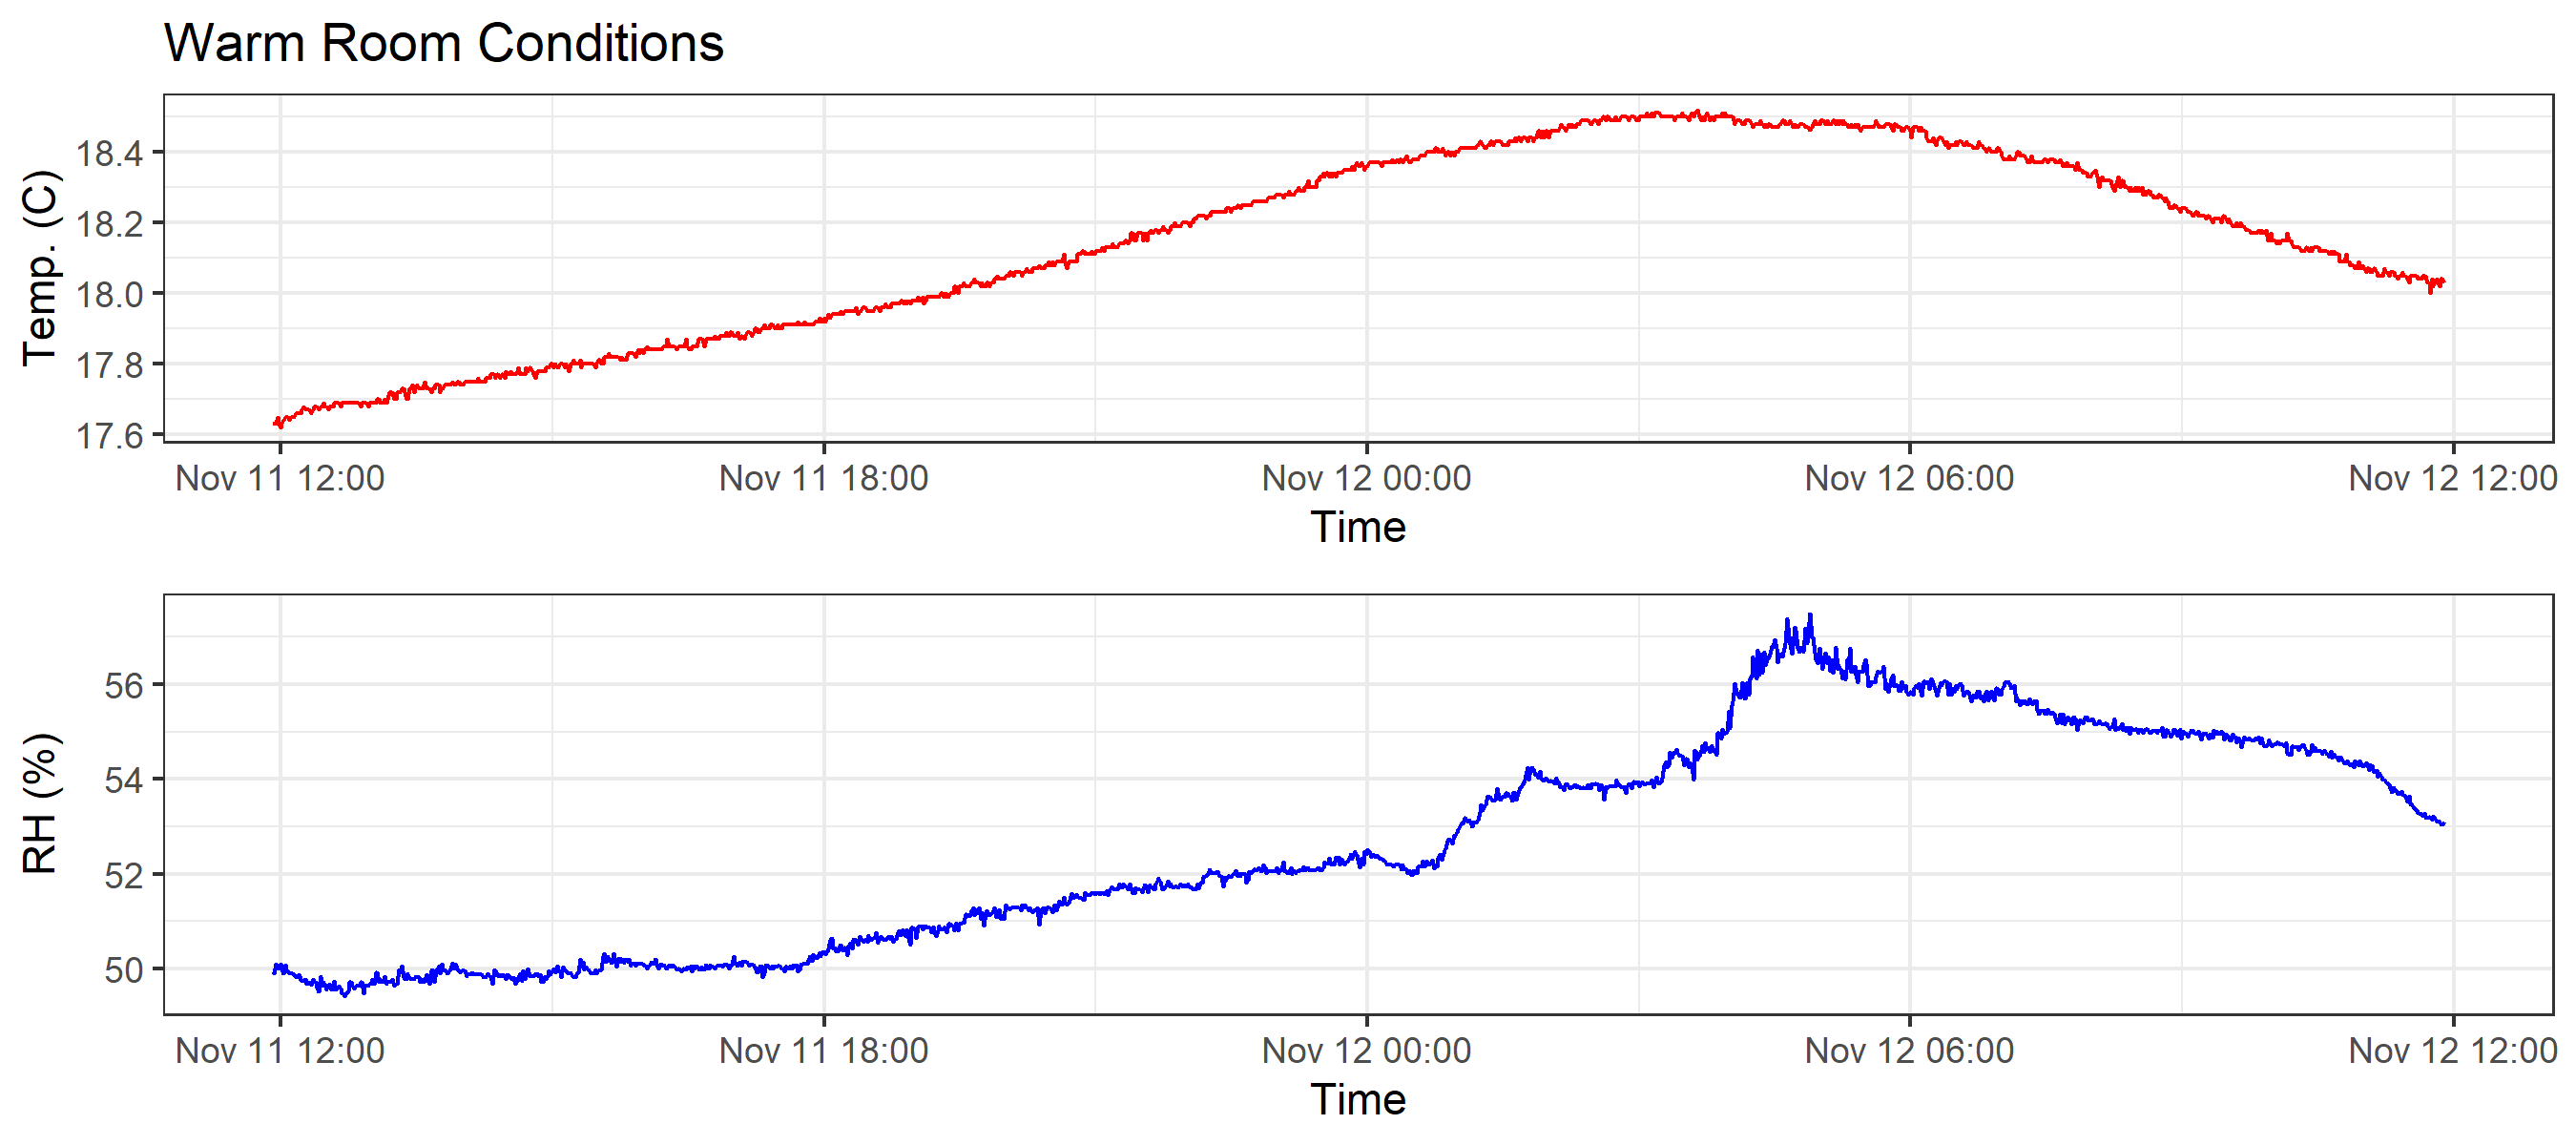 Warm Room Conditions
Temp. (C)
18.4
18.2
18.0
17.8
17.6
Nov 11 12:00 Nov 11 18:00 Nov 12 00:00 Nov 12 06:00 Nov 12 12:00
Time
RH (%)
56
54
52
50
Nov 11 12:00 Nov 11 18:00 Nov 12 00:00 Nov 12 06:00 Nov 12 12:00
Time